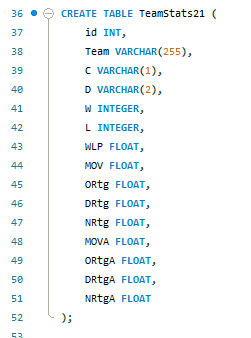 36 CREATE TABLE TeamStats21 (
37 id INT,
38 Team VARCHAR(255),
39 C VARCHAR(1),
40 D VARCHAR(2),
41 W INTEGER,
42 L INTEGER,
43 WLP FLOAT,
44 MOV FLOAT,
45 ORtg FLOAT,
46 DRtg FLOAT,
47 NRtg FLOAT,
48 MOVA FLOAT,
49 ORtgA FLOAT,
50 DRtgA FLOAT,
51 NRtgA FLOAT
52 );
53